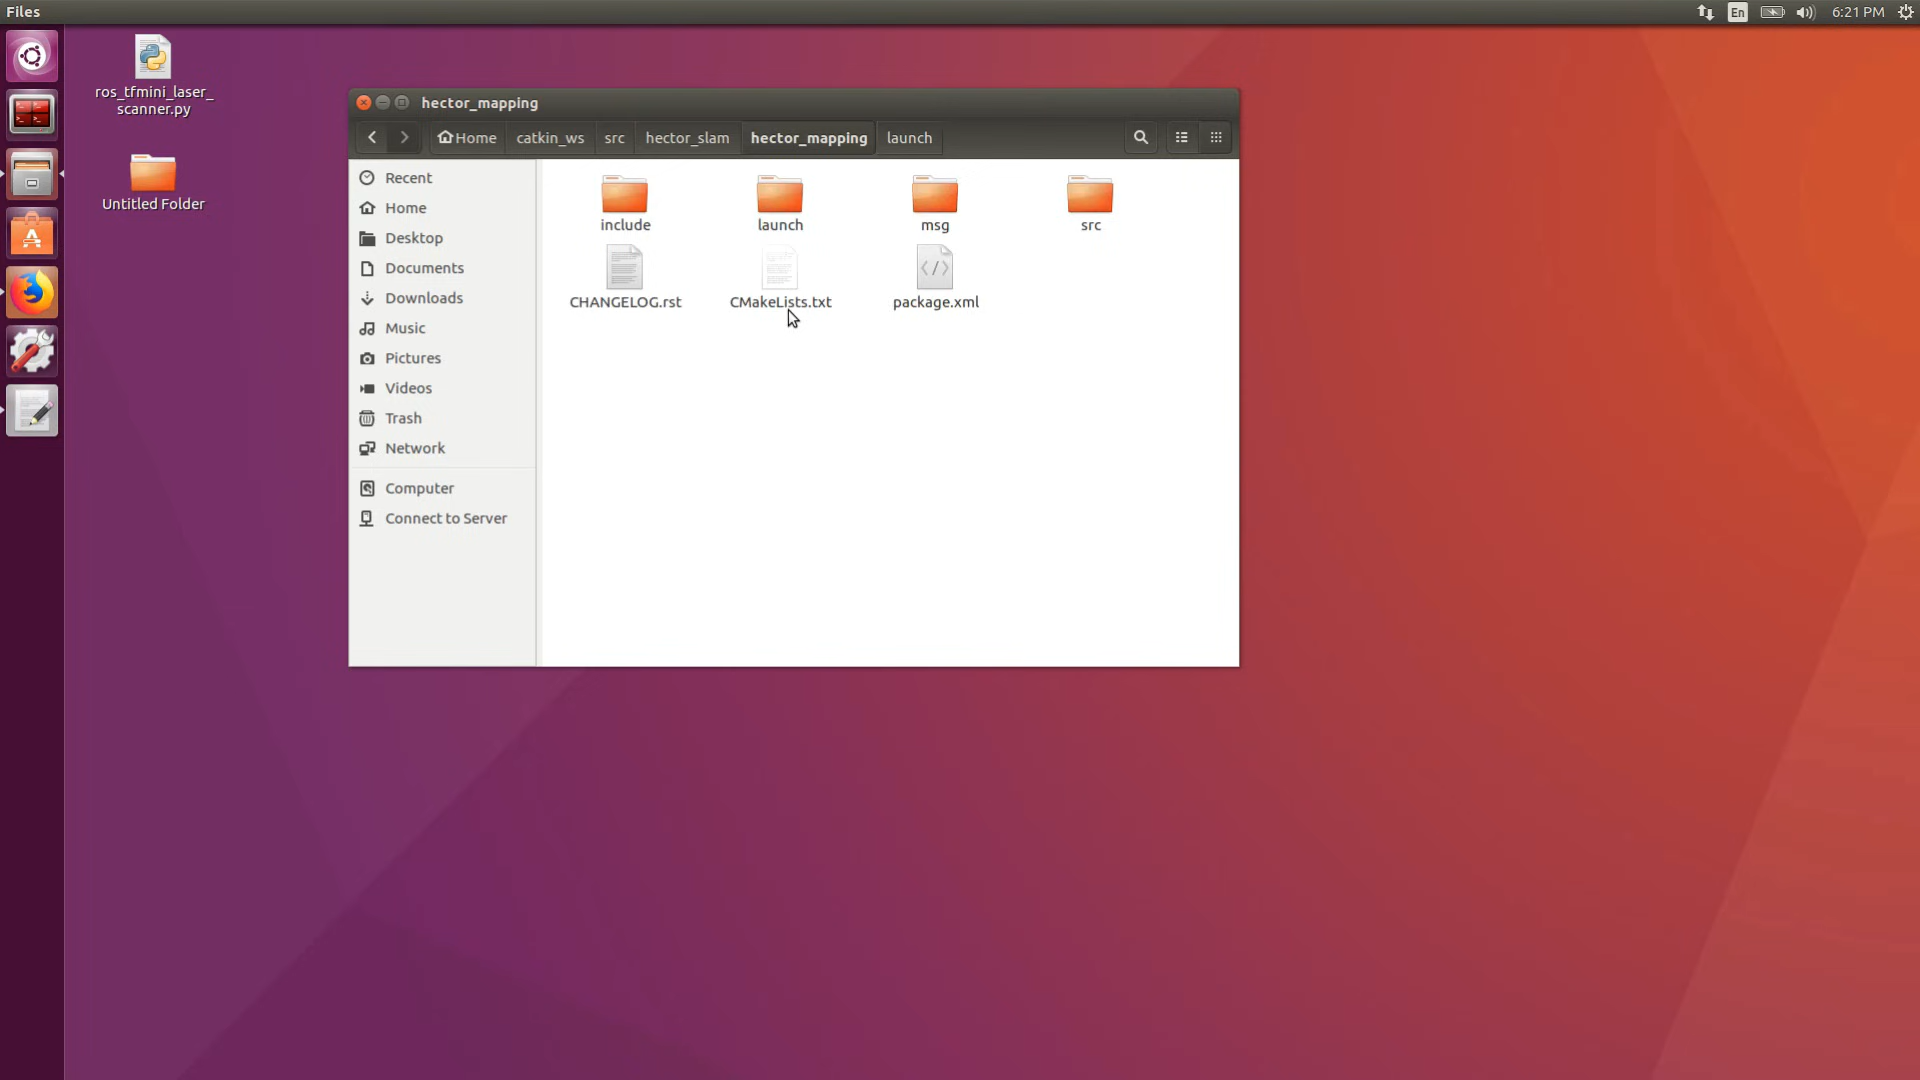 Files
En
6:21 PM
ros_tfmini_laser_
scanner.py
Untitled Folder
hector_mapping
Home catkin_ws src hector_slam hector_mapping launch
Recent
Home
Desktop
Documents
Downloads
Music
Pictures
Videos
Trash
Network
Computer
Connect to Server
include launch msg src
CHANGELOG.rst CMakeLists.txt package.xml